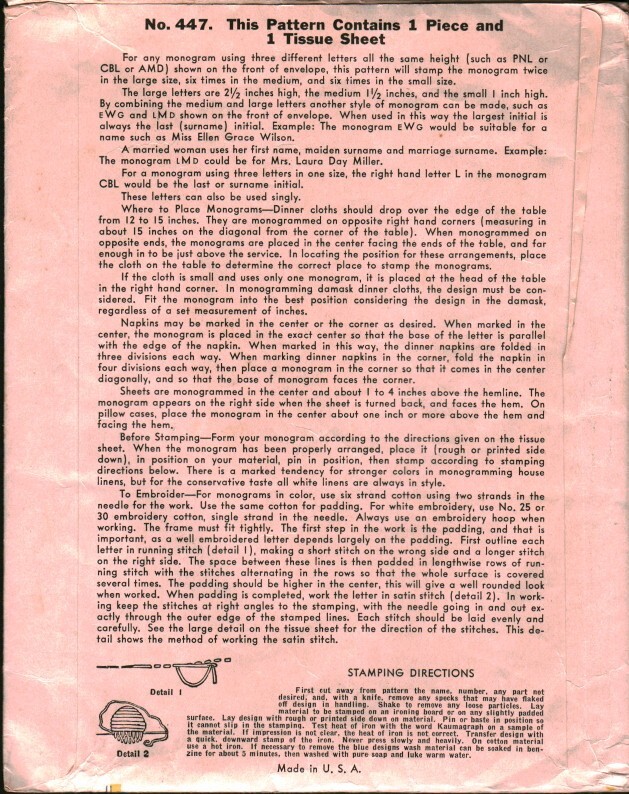 No. 447. This Pattern Contains 1 Piece and
1 Tissue Sheet
For any monogram using three different letters all the same height (such as PNL or
CBL or AMD) shown on the front of envelope, this pattern will stamp the monogram twice
in the large size, six times in the medium, and six times in the small size.
The large letters are 2½ inches high, the medium 1½ inches, and the small 1 inch high.
By combining the medium and large letters another style of monogram can be made, such as
EWG and LMD shown on the front of envelope. When used in this way the largest initial is
always the last (surname) initial. Example: The monogram EWG would be suitable for a
name such as Miss Ellen Grace Wilson.
A married woman uses her first name, maiden surname and marriage surname. Example:
The monogram LMD could be for Mrs. Laura Day Miller.
For a monogram using three letters in one size, the right hand letter L in the monogram
CBL would be the last or surname initial.
These letters can also be used singly.
Where to Place Monograms—Dinner cloths should drop over the edge of the table
from 12 to 15 inches. They are monogrammed on opposite right hand corners (measuring in
about 15 inches on the diagonal from the corner of the table). When monogrammed on
opposite ends, the monograms are placed in the center facing the ends of the table, and far
enough in to be just above the service. In locating the position for these arrangements, place
the cloth on the table to determine the correct place to stamp the monograms.
If the cloth is small and uses only one monogram, it is placed at the head of the table
in the right hand corner. In monogramming damask dinner cloths, the design must be con-
sidered. Fit the monogram into the best position considering the design in the damask,
regardless of a set measurement of inches.
Napkins may be marked in the center or the corner as desired. When marked in the
center, the monogram is placed in the exact center so that the base of the letter is parallel
with the edge of the napkin. When marked in this way, the dinner napkins are folded in
three divisions each way. When marking dinner napkins in the corner, fold the napkin in
four divisions each way, then place a monogram in the corner so that it comes in the center
diagonally, and so that the base of monogram faces the corner.
Sheets are monogrammed in the center and about 1 to 4 inches above the hemline. The
monogram appears on the right side when the sheet is turned back, and faces the hem. On
pillow cases, place the monogram in the center about one inch or more above the hem and
facing the hem.
Before Stamping—Form your monogram according to the directions given on the tissue
sheet. When the monogram has been properly arranged, place it (rough or printed side
down), in position on your material, pin in position, then stamp according to stamping
directions below. There is a marked tendency for stronger colors in monogramming house
linens, but for the conservative taste all white linens are always in style.
To Embroider—For monograms in color, use six strand cotton using two strands in the
needle for the work. Use the same cotton for padding. For white embroidery, use No. 25 or
30 embroidery cotton, single strand in the needle. Always use an embroidery hoop when
working. The frame must fit tightly. The first step in the work is the padding, and that is
important, as a well embroidered letter depends largely on the padding. First outline each
letter in running stitch (detail 1), making a short stitch on the wrong side and a longer stitch
on the right side. The space between these lines is then padded in lengthwise rows of run-
ning stitch with the stitches alternating in the rows so that the whole surface is covered
several times. The padding should be higher in the center, this will give a well rounded look
when worked. When padding is completed, work the letter in satin stitch (detail 2). In work-
ing keep the stitches at right angles to the stamping, with the needle going in and out ex-
actly through the outer edge of the stamped lines. Each stitch should be laid evenly and
carefully. See the large detail on the tissue sheet for the direction of the stitches. This de-
tail shows the method of working the satin stitch.
Detail 1
Detail 2
STAMPING DIRECTIONS
First cut away from pattern the name, number, any part not
desired, and, with a knife, remove any specks that may have flaked
off design in handling. Shake to remove any loose particles. Lay
material to be stamped on an ironing board or on any slightly padded
surface. Lay design with rough or printed side down on material. Pin or baste in position so
it cannot slip in the stamping. Test heat of iron with the word Kaumagraph on a sample of
the material. If impression is not clear, the heat of iron is not correct. Transfer design with
a quick, downward stamp of the iron. Never press slowly and heavily. On cotton material
use a hot iron. If necessary to remove the blue designs wash material can be soaked in ben-
zine for about 5 minutes, then washed with pure soap and luke warm water.
Made in U. S. A.